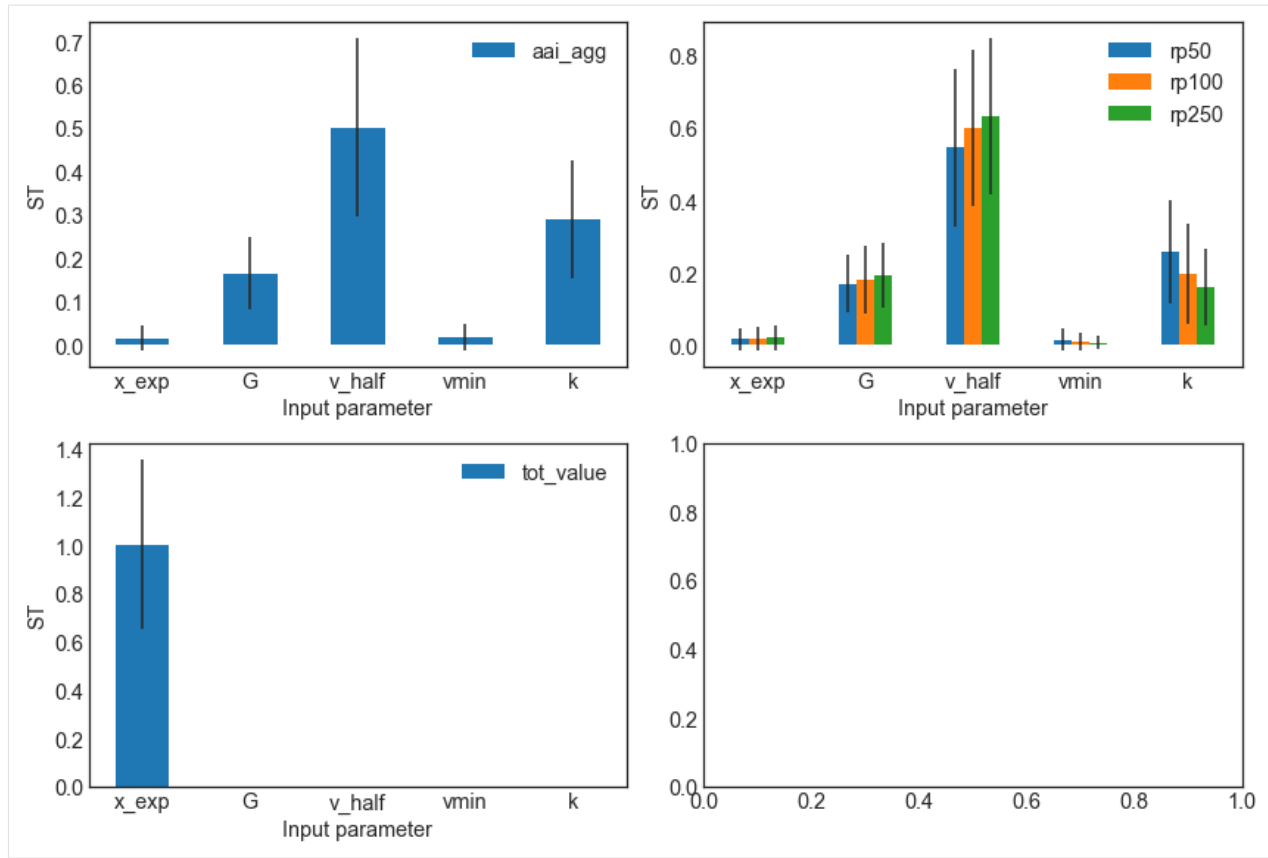 0.7
0.6
0.5
0.4
0.3
0.2
0.1
0.0
ST
aai_agg
x_exp G v_half vmin k
Input parameter
0.8
0.6
0.4
0.2
0.0
ST
rp50
rp100
rp250
x_exp G v_half vmin k
Input parameter
1.4
1.2
1.0
0.8
0.6
0.4
0.2
0.0
ST
tot_value
x_exp G v_half vmin k
Input parameter
1.0
0.8
0.6
0.4
0.2
0.0
0.0 0.2 0.4 0.6 0.8 1.0